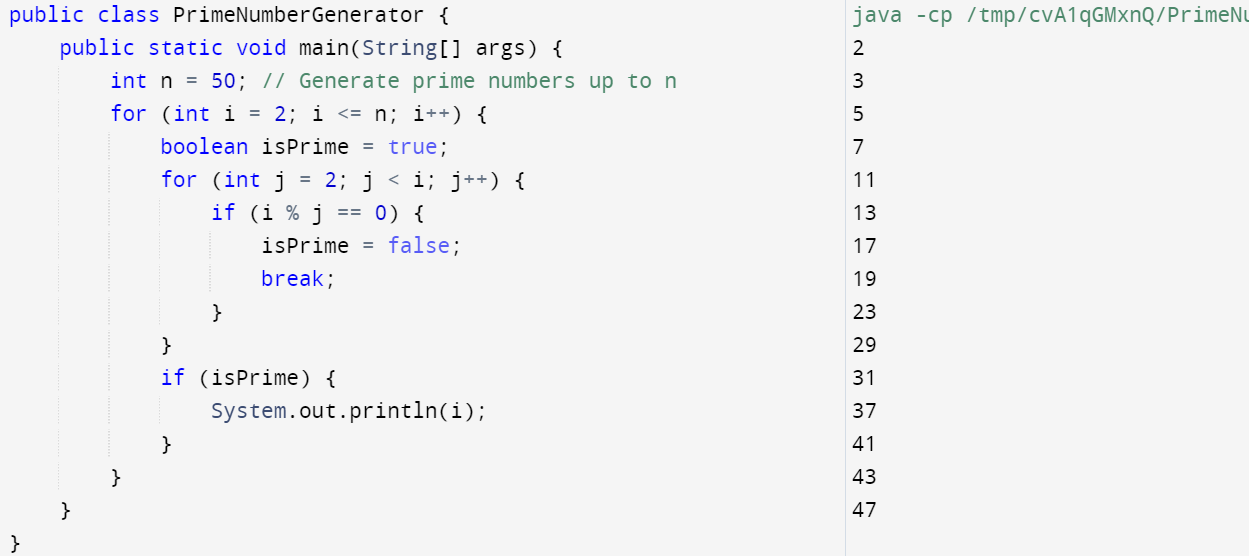 public class PrimeNumberGenerator {
    public static void main(String[] args) {
        int n = 50; // Generate prime numbers up to n
        for (int i = 2; i <= n; i++) {
            boolean isPrime = true;
            for (int j = 2; j < i; j++) {
                if (i % j == 0) {
                    isPrime = false;
                    break;
                }
            }
            if (isPrime) {
                System.out.println(i);
            }
        }
    }
}
java -cp /tmp/cvA1qGMxnQ/PrimeNu
2
3
5
7
11
13
17
19
23
29
31
37
41
43
47